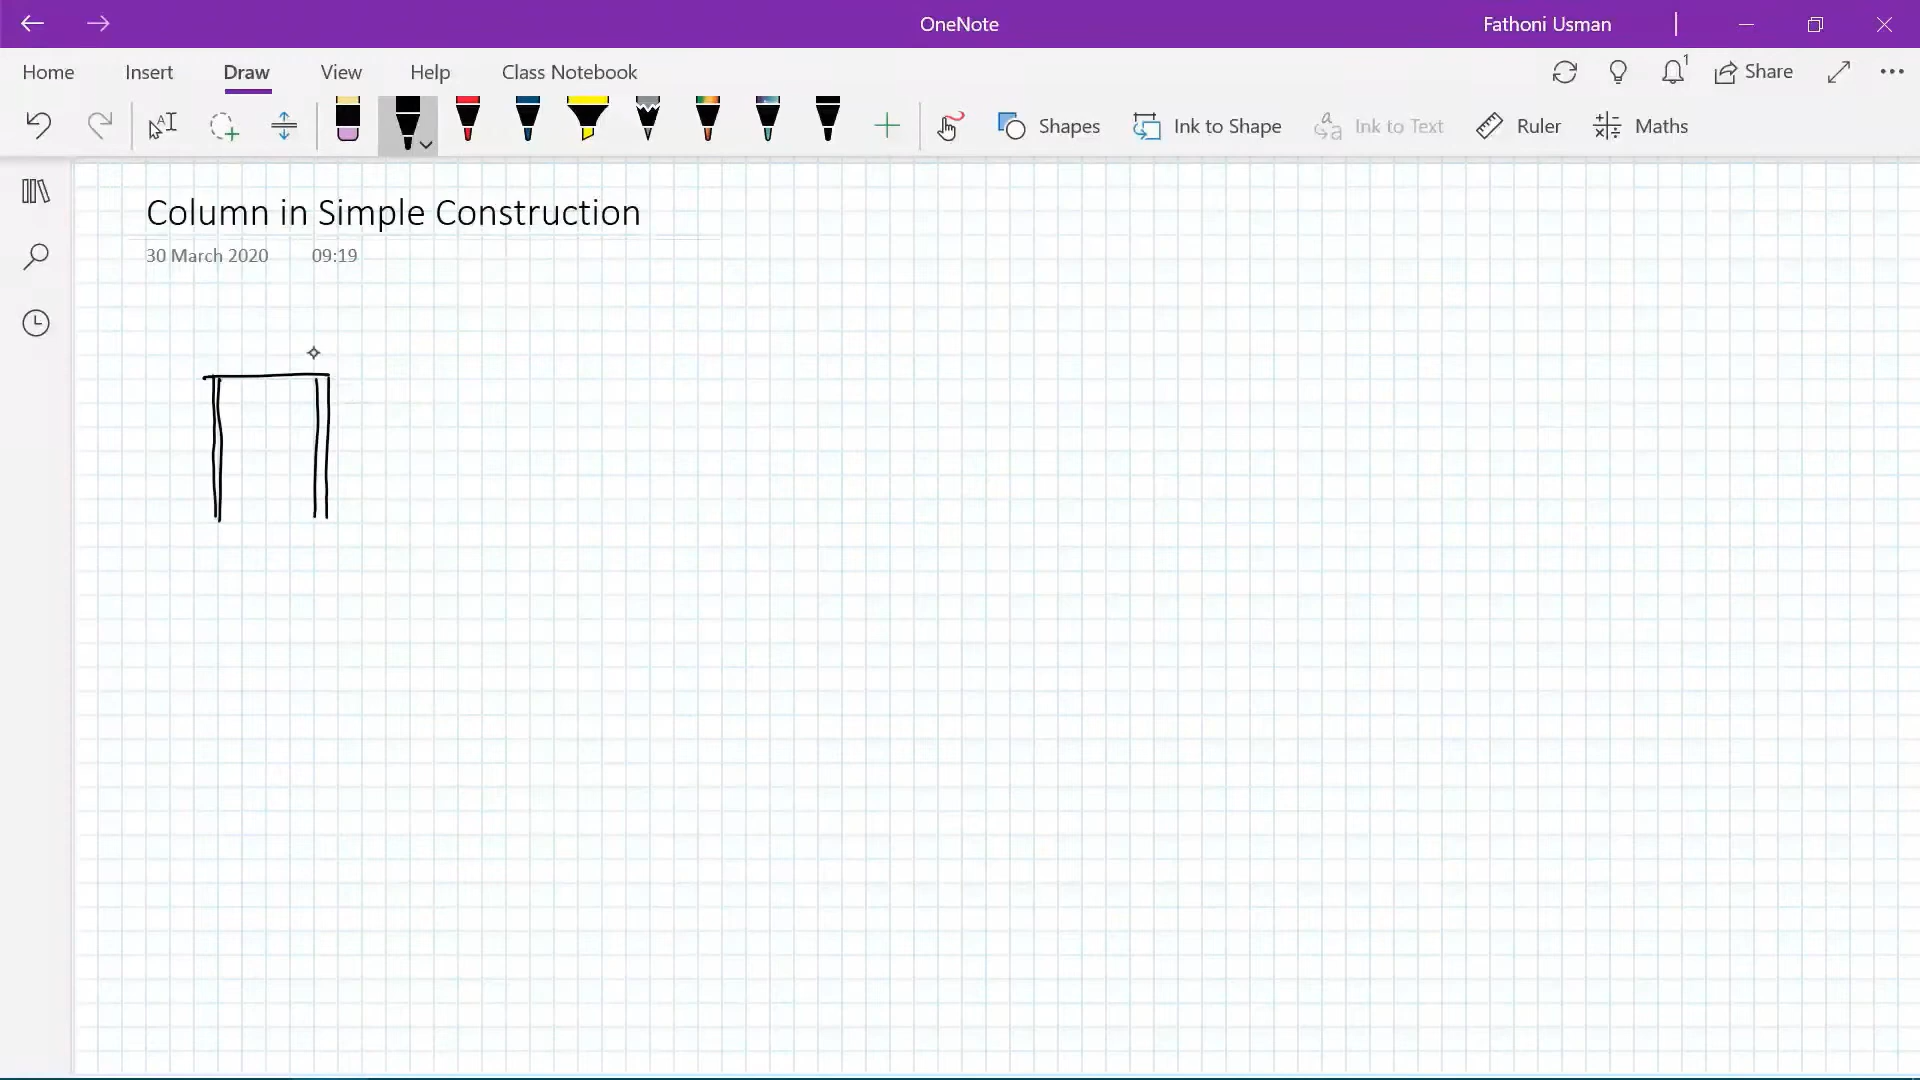 OneNote
Fathoni Usman
Home Insert Draw View Help Class Notebook
1 Share
Shapes Ink to Shape Ink to Text Ruler Maths
Column in Simple Construction
30 March 2020 09:19